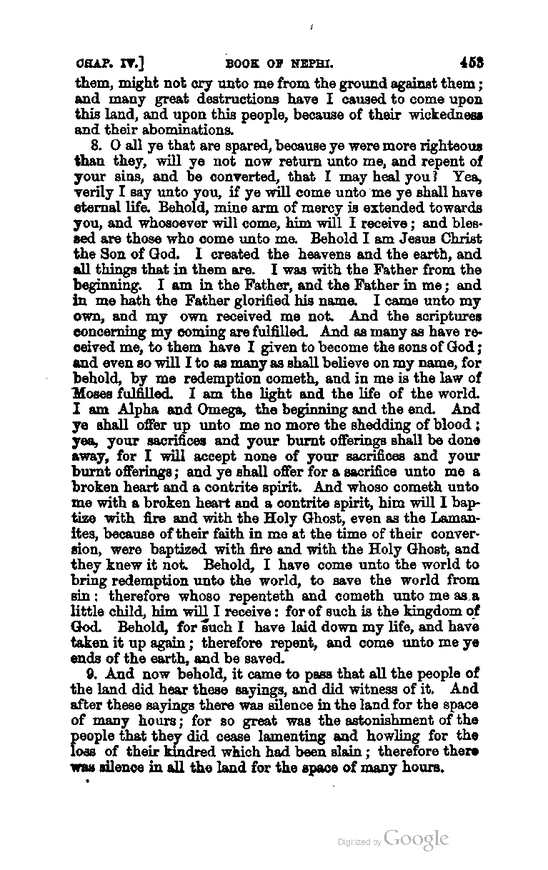 CHAP. IV.] BOOK OF NEPHI. 453
them, might not cry unto me from the ground against them;
and many great destructions have I caused to come upon
this land, and upon this people, because of their wickedness
and their abominations.
8. O all ye that are spared, because ye were more righteous
than they, will ye not now return unto me, and repent of
your sins, and be converted, that I may heal you? Yea,
verily I say unto you, if ye will come unto me ye shall have
eternal life. Behold, mine arm of mercy is extended towards
you, and whosoever will come, him will I receive; and bles-
sed are those who come unto me. Behold I am Jesus Christ
the Son of God. I created the heavens and the earth, and
all things that in them are. I was with the Father from the
beginning. I am in the Father, and the Father in me; and
in me hath the Father glorified his name. I came unto my
own, and my own received me not. And the scriptures
concerning my coming are fulfilled. And as many as have re-
ceived me, to them have I given to become the sons of God;
and even so will I to as many as shall believe on my name, for
behold, by me redemption cometh, and in me is the law of
Moses fulfilled. I am the light and the life of the world.
I am Alpha and Omega, the beginning and the end. And
ye shall offer up unto me no more the shedding of blood;
yea, your sacrifices and your burnt offerings shall be done
away, for I will accept none of your sacrifices and your
burnt offerings; and ye shall offer for a sacrifice unto me a
broken heart and a contrite spirit. And whoso cometh unto
me with a broken heart and a contrite spirit, him will I bap-
tize with fire and with the Holy Ghost, even as the Laman-
ites, because of their faith in me at the time of their conver-
sion, were baptized with fire and with the Holy Ghost, and
they knew it not. Behold, I have come unto the world to
bring redemption unto the world, to save the world from
sin: therefore whoso repenteth and cometh unto me as a
little child, him will I receive: for of such is the kingdom of
God. Behold, for such I have laid down my life, and have
taken it up again; therefore repent, and come unto me ye
ends of the earth, and be saved.
9. And now behold, it came to pass that all the people of
the land did hear these sayings, and did witness of it. And
after these sayings there was silence in the land for the space
of many hours; for so great was the astonishment of the
people that they did cease lamenting and howling for the
loss of their kindred which had been slain; therefore there
was silence in all the land for the space of many hours.
Digitized by Google